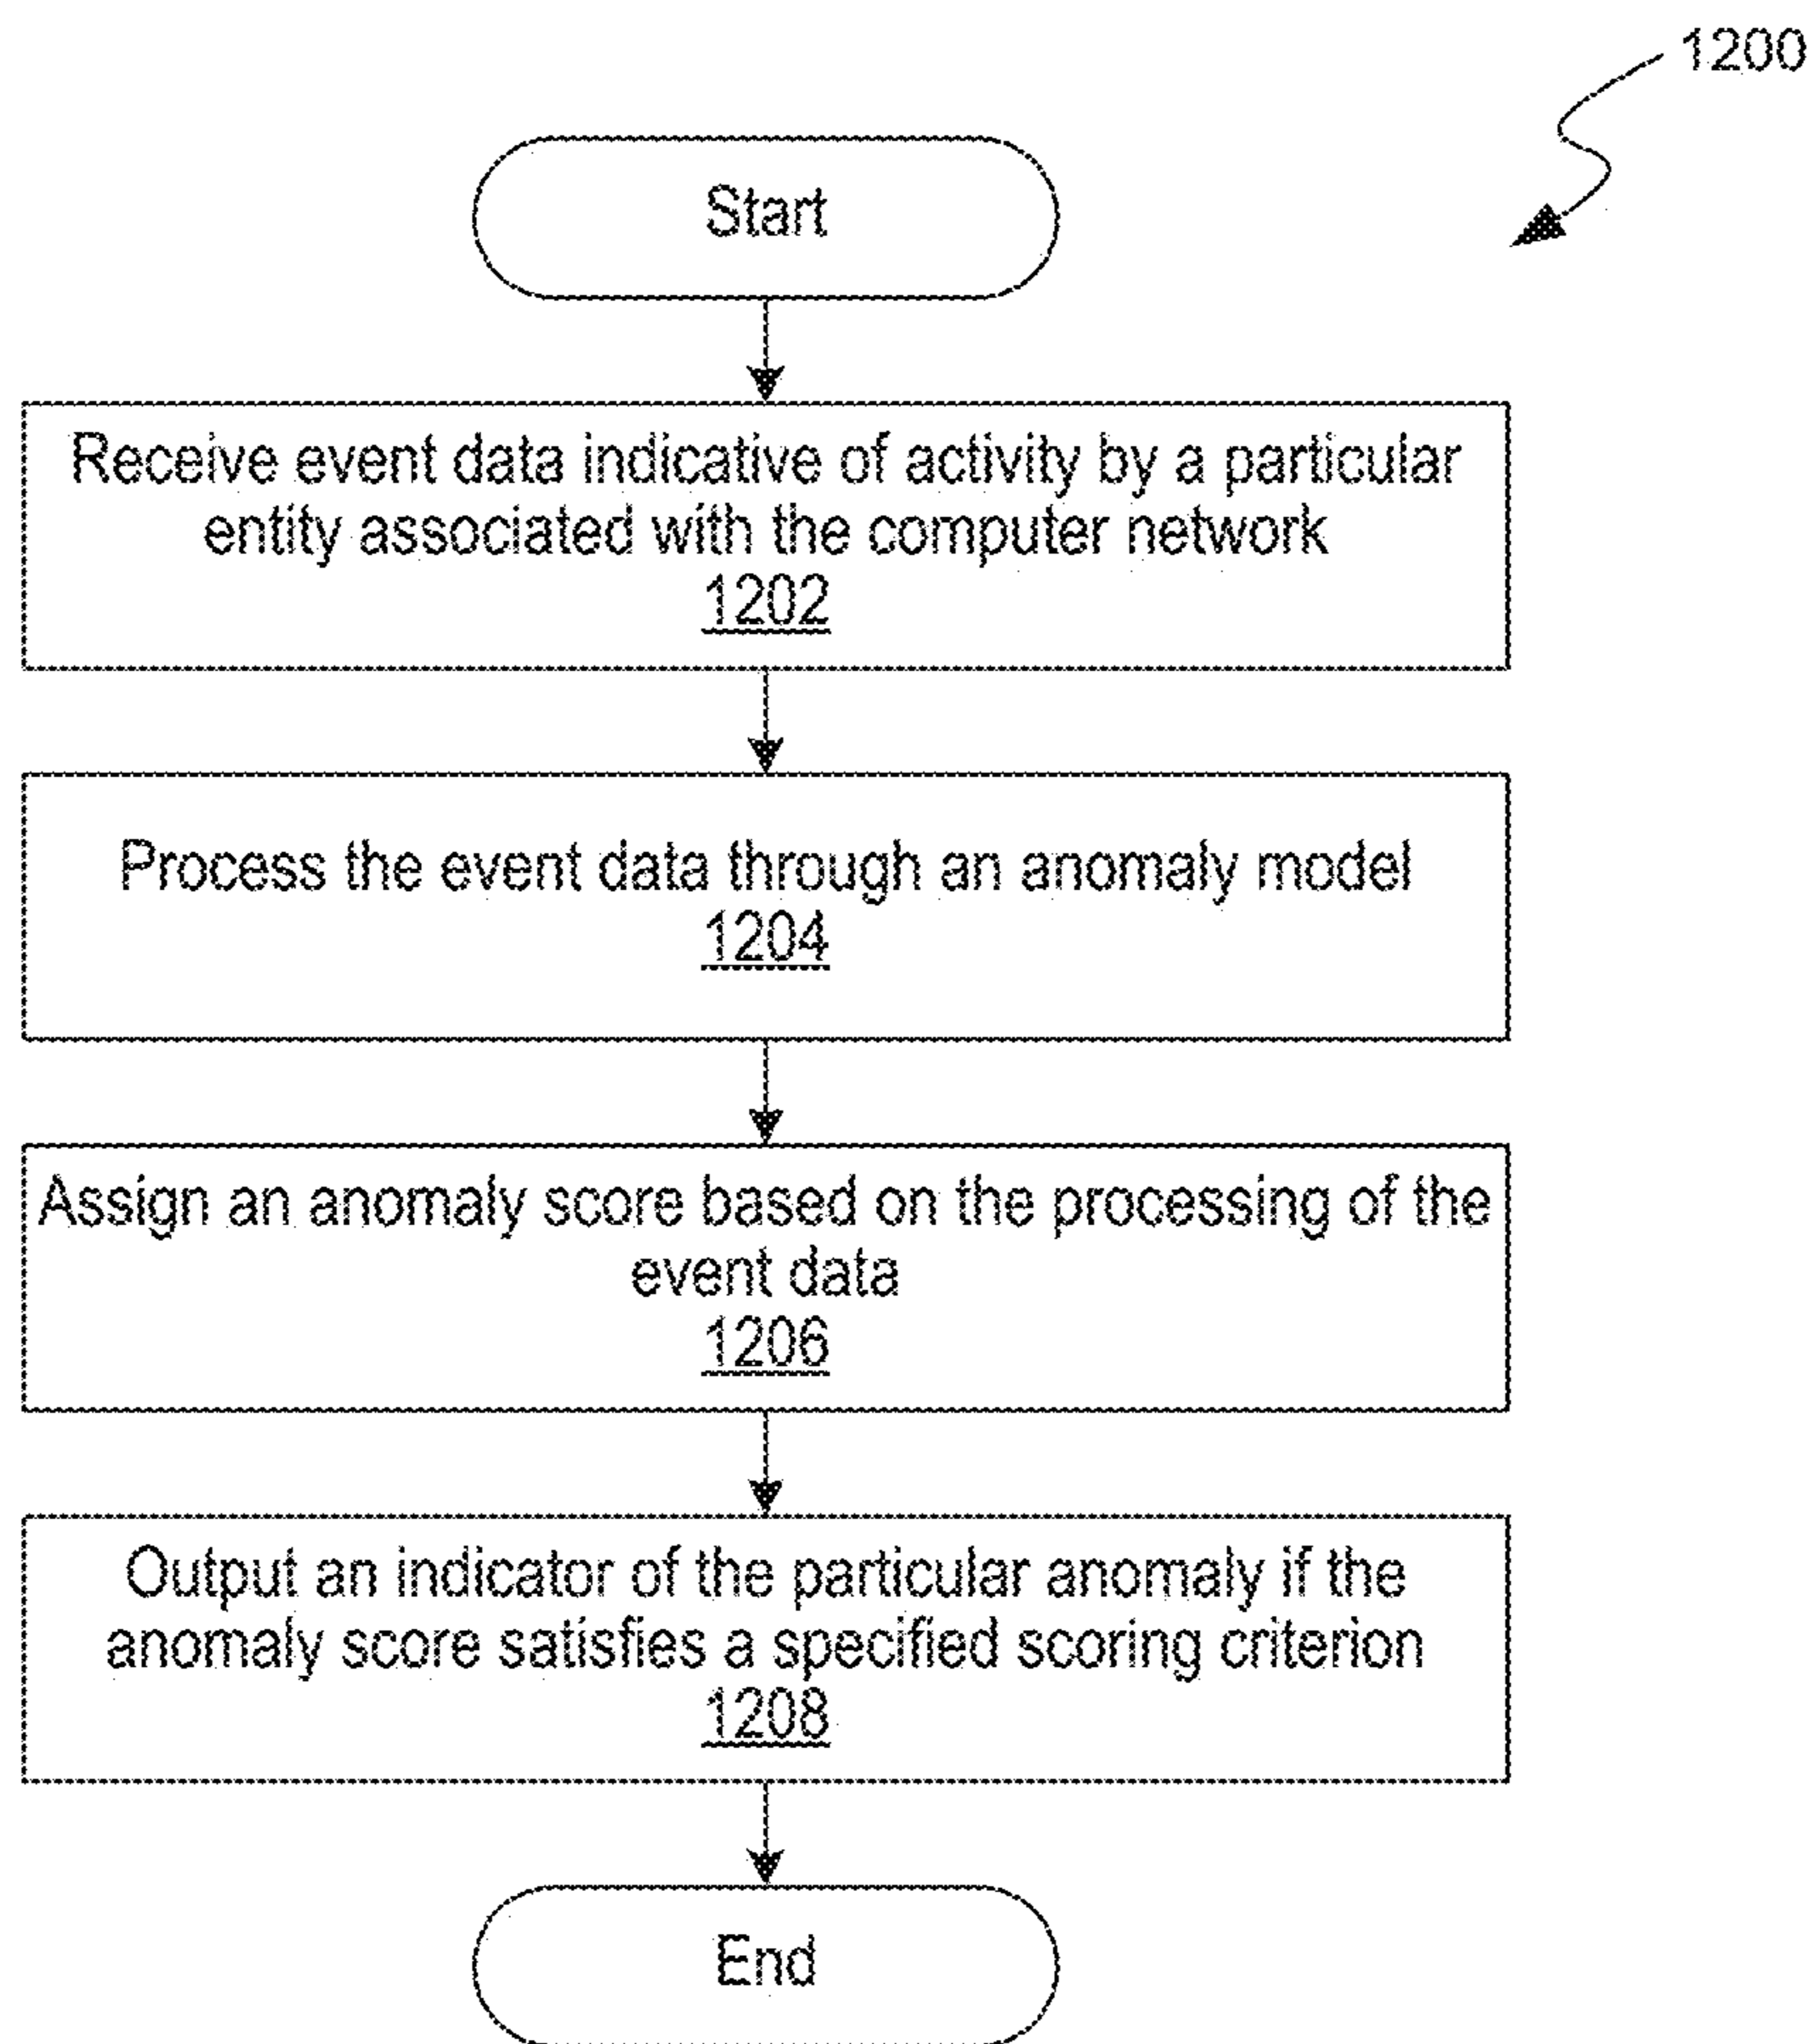 1200
Start
Receive event data indicative of activity by a particular
entity associated with the computer network
1202
Process the event data through an anomaly model
1204
Assign an anomaly score based on the processing of the
event data
1206
Output an indicator of the particular anomaly if the
anomaly score satisfies a specified scoring criterion
1208
End